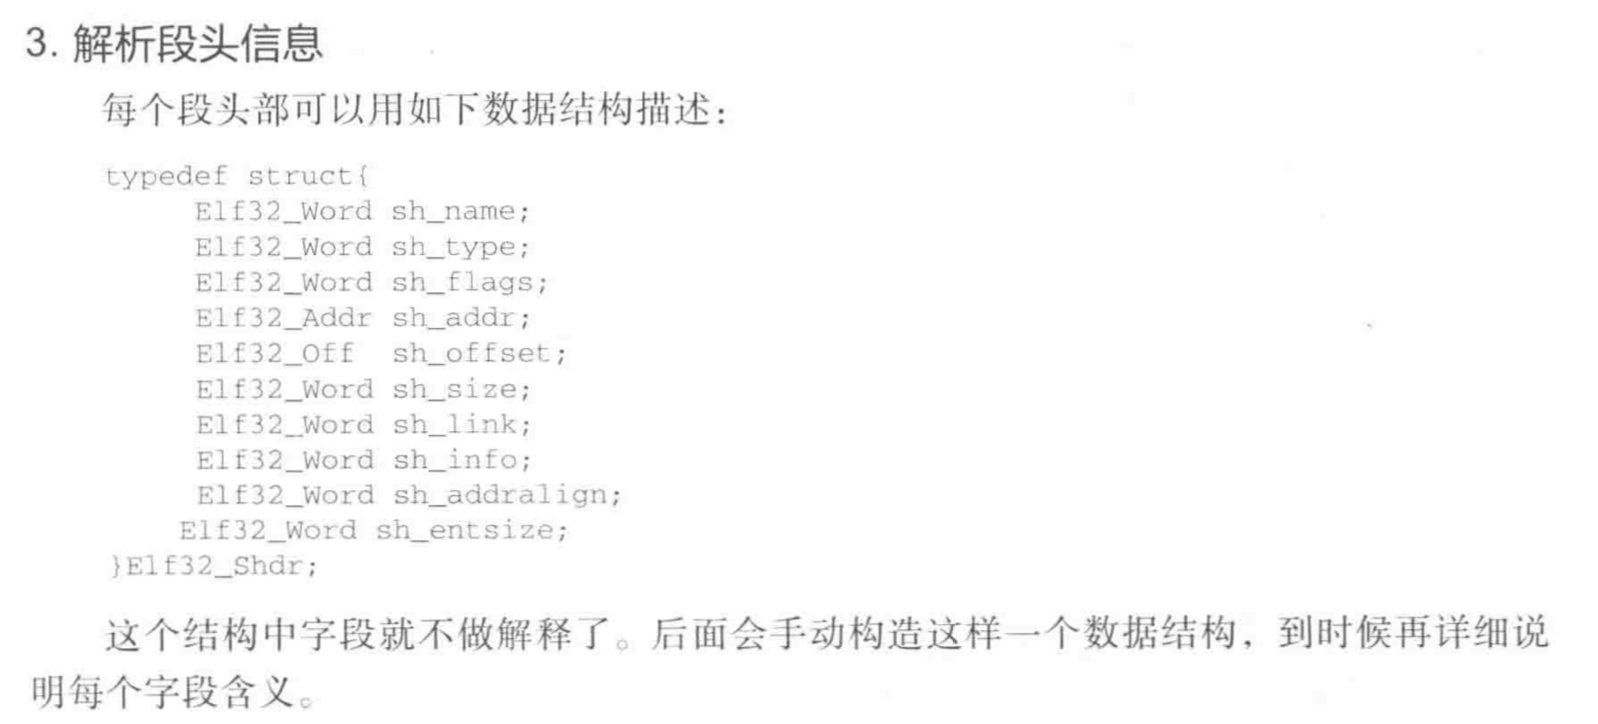 3. 解析段头信息
每个段头部可以用如下数据结构描述：
typedef struct{
Elf32_Word sh_name;
Elf32_Word sh_type;
Elf32_Word sh_flags;
Elf32_Addr sh_addr;
Elf32_Off sh_offset;
Elf32_Word sh_size;
Elf32_Word sh_link;
Elf32_Word sh_info;
Elf32_Word sh_addralign;
Elf32_Word sh_entsize;
}Elf32_Shdr;
这个结构中字段就不做解释了。后面会手动构造这样一个数据结构，到时候再详细说
明每个字段含义。